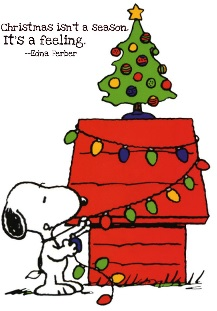 Christmas isn't a season.
It's a feeling.
--Edna Ferber